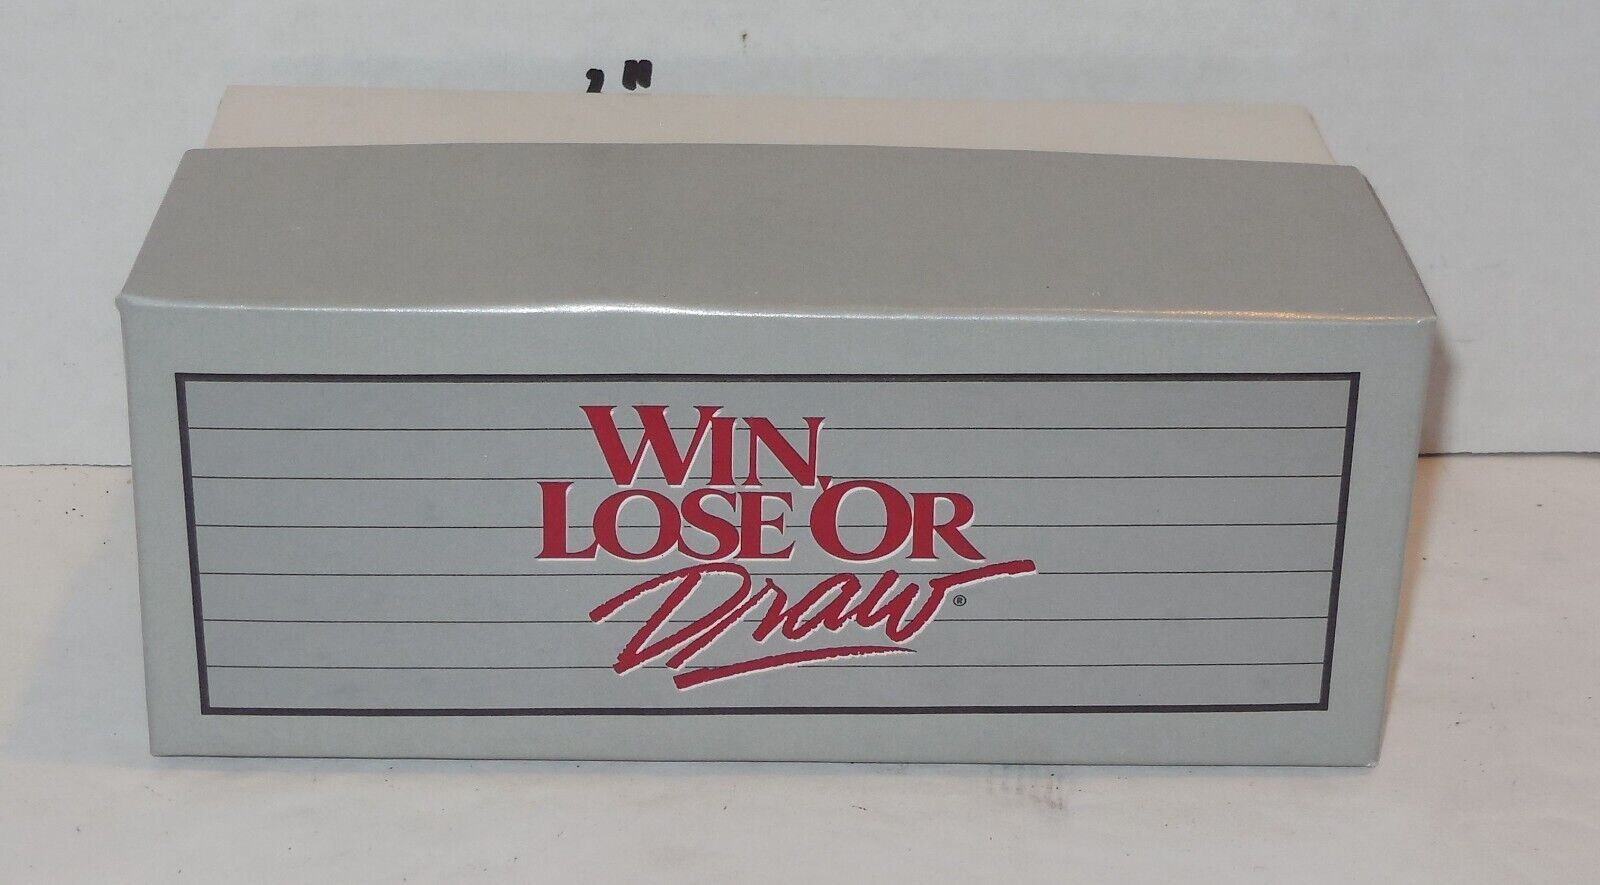 WIN,
LOSE OR
Draw®